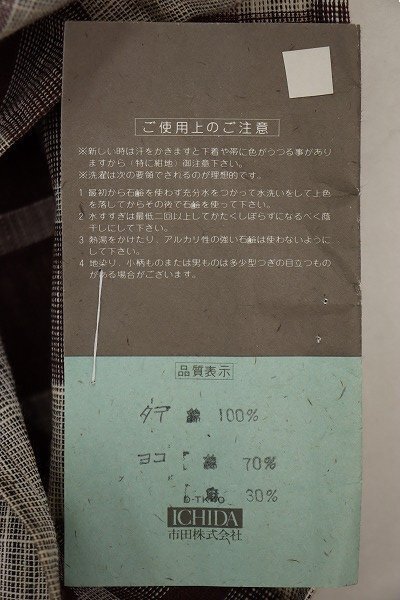 ご使用上のご注意
※新しい時は汗をかきますと下着や帯に色がうつる事があり
ますから(特に紺地)御注意下さい。
※洗濯は次の要領でされるのが理想的です。
1 最初から石鹸を使わず充分水をつかって水洗いをして上色
を落してからその後で石鹸を使って下さい。
2 水すすぎは最低二回以上してかたくしぼらずになるべく蔭
干しにして下さい。
3 熱湯をかけたり、アルカリ性の強い石鹸は使わないように
して下さい。
4 地染り、小柄ものまたは男ものは多少型つぎの目立つもの
がある場合がございます。
品質表示
タテ 綿 100%
ヨコ 綿 70%
麻 30%
ICHIDA
市田株式会社